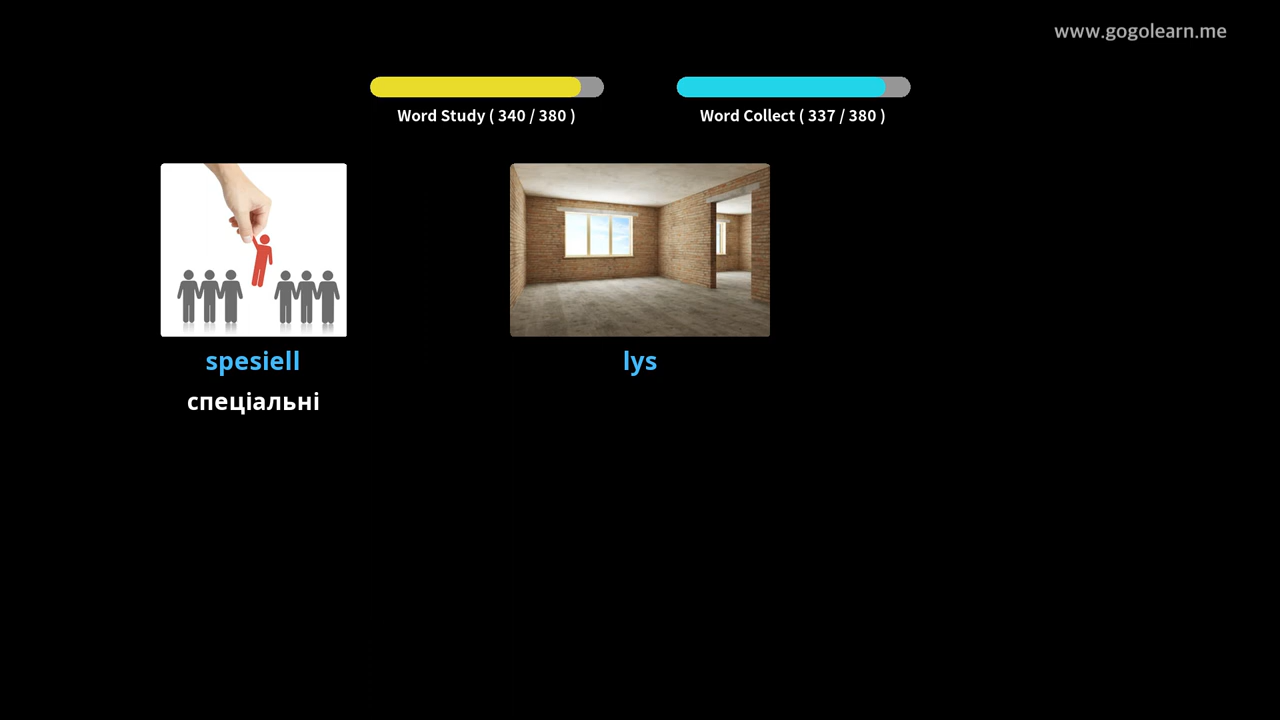 www.gogolearn.me
Word Study ( 340 / 380 )
Word Collect ( 337 / 380 )
spesiell
lys
спеціальні